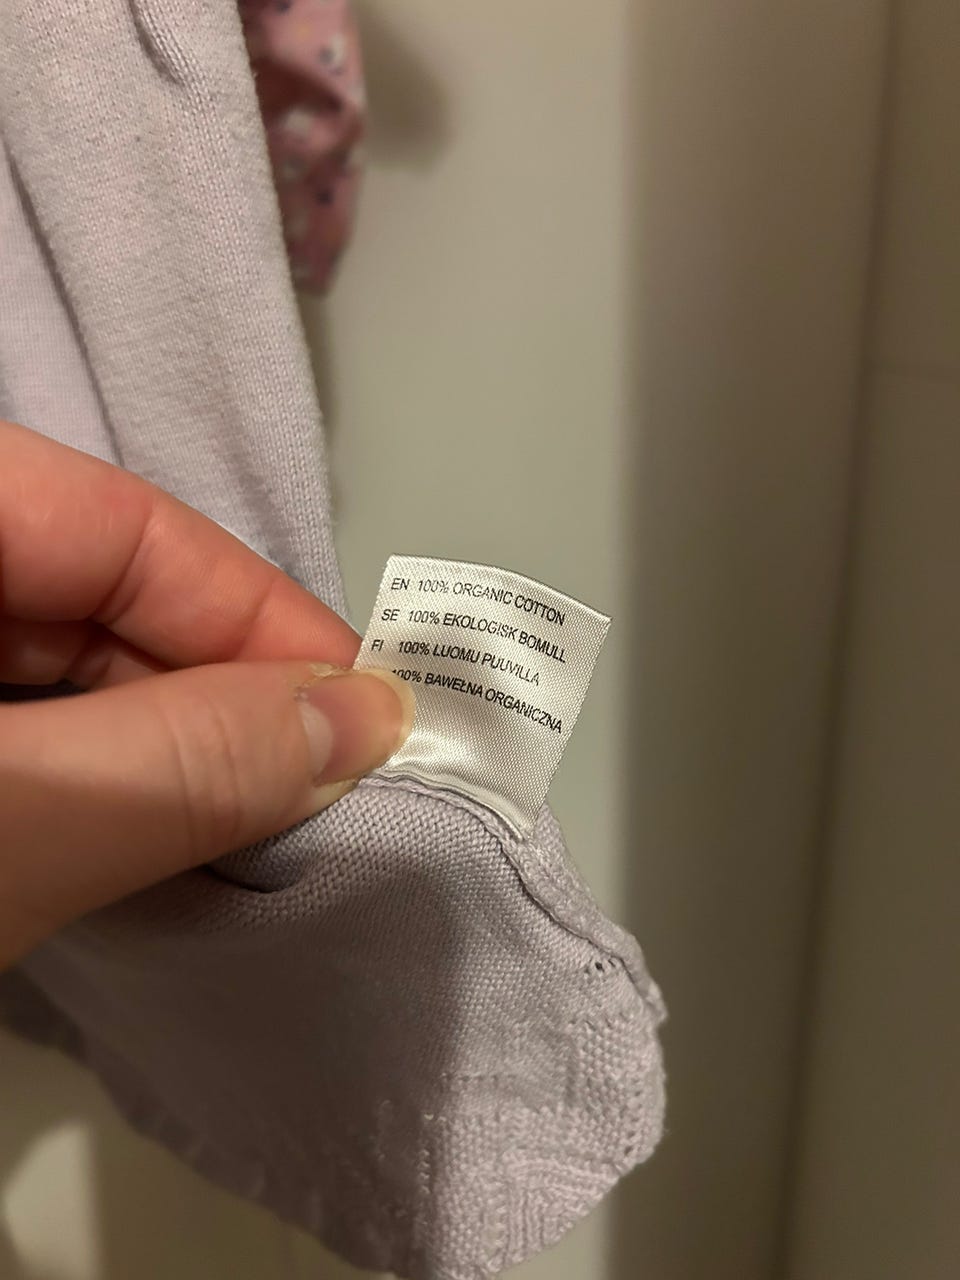 EN 100% ORGANIC COTTON
SE 100% EKOLOGISK BOMULL
FI 100% LUOMU PUUVILLA
100% BAWEŁNA ORGANICZNA